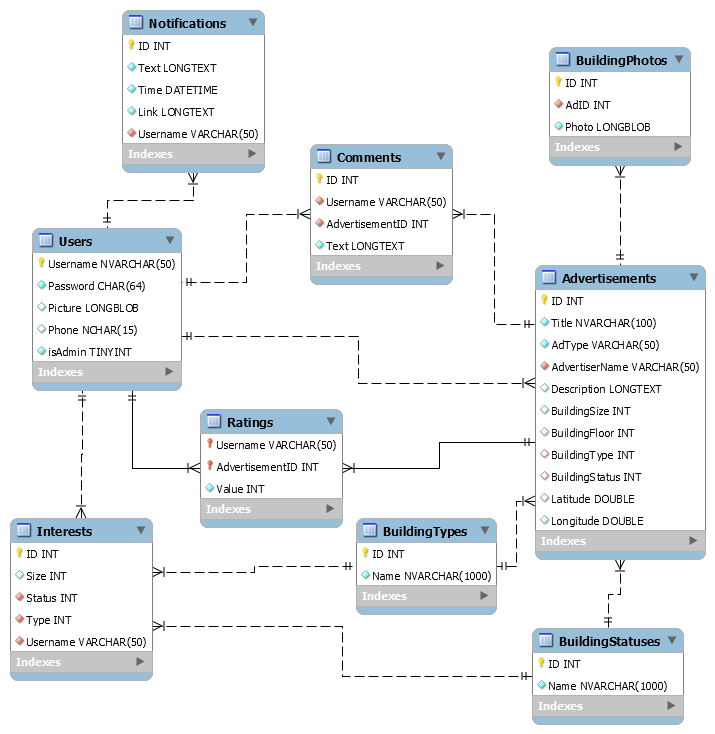 Notifications
ID INT
Text LONGTEXT
Time DATETIME
Link LONGTEXT
Username VARCHAR(50)
Indexes
BuildingPhotos
ID INT
AdID INT
Photo LONGBLOB
Indexes
Comments
ID INT
Username VARCHAR(50)
AdvertisementID INT
Text LONGTEXT
Indexes
Users
Username NVARCHAR(50)
Password CHAR(64)
Picture LONGBLOB
Phone NCHAR(15)
isAdmin TINYINT
Indexes
Advertisements
ID INT
Title NVARCHAR(100)
AdType VARCHAR(50)
AdvertiserName VARCHAR(50)
Description LONGTEXT
BuildingSize INT
BuildingFloor INT
BuildingType INT
BuildingStatus INT
Latitude DOUBLE
Longitude DOUBLE
Indexes
Ratings
Username VARCHAR(50)
AdvertisementID INT
Value INT
Indexes
Interests
ID INT
Size INT
Status INT
Type INT
Username VARCHAR(50)
Indexes
BuildingTypes
ID INT
Name NVARCHAR(1000)
Indexes
BuildingStatuses
ID INT
Name NVARCHAR(1000)
Indexes